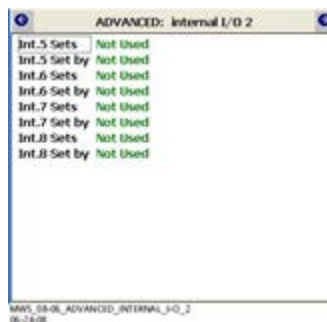 ADVANCED: internal I/O 2
Int.5 Sets Not Used
Int.5 Set by Not Used
Int.6 Sets Not Used
Int.6 Set by Not Used
Int.7 Sets Not Used
Int.7 Set by Not Used
Int.8 Sets Not Used
Int.8 Set by Not Used
MWS_08-06_ADVANCED_INTERNAL_I-O_2
06-24-08